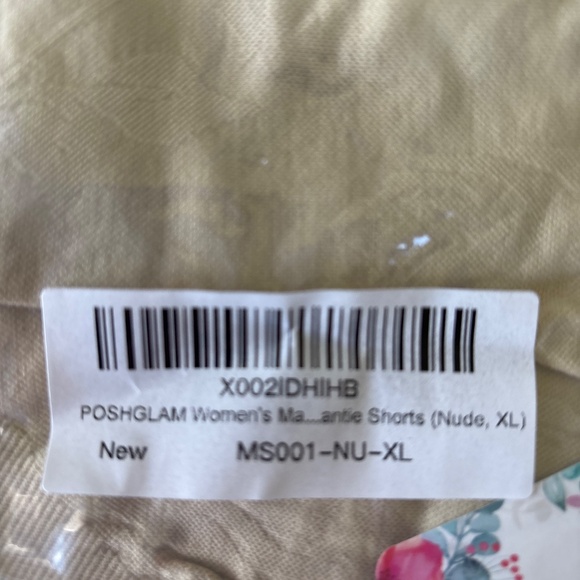 X002IDHIHB
POSHGLAM Women's Ma...antie Shorts (Nude, XL)
New MS001-NU-XL